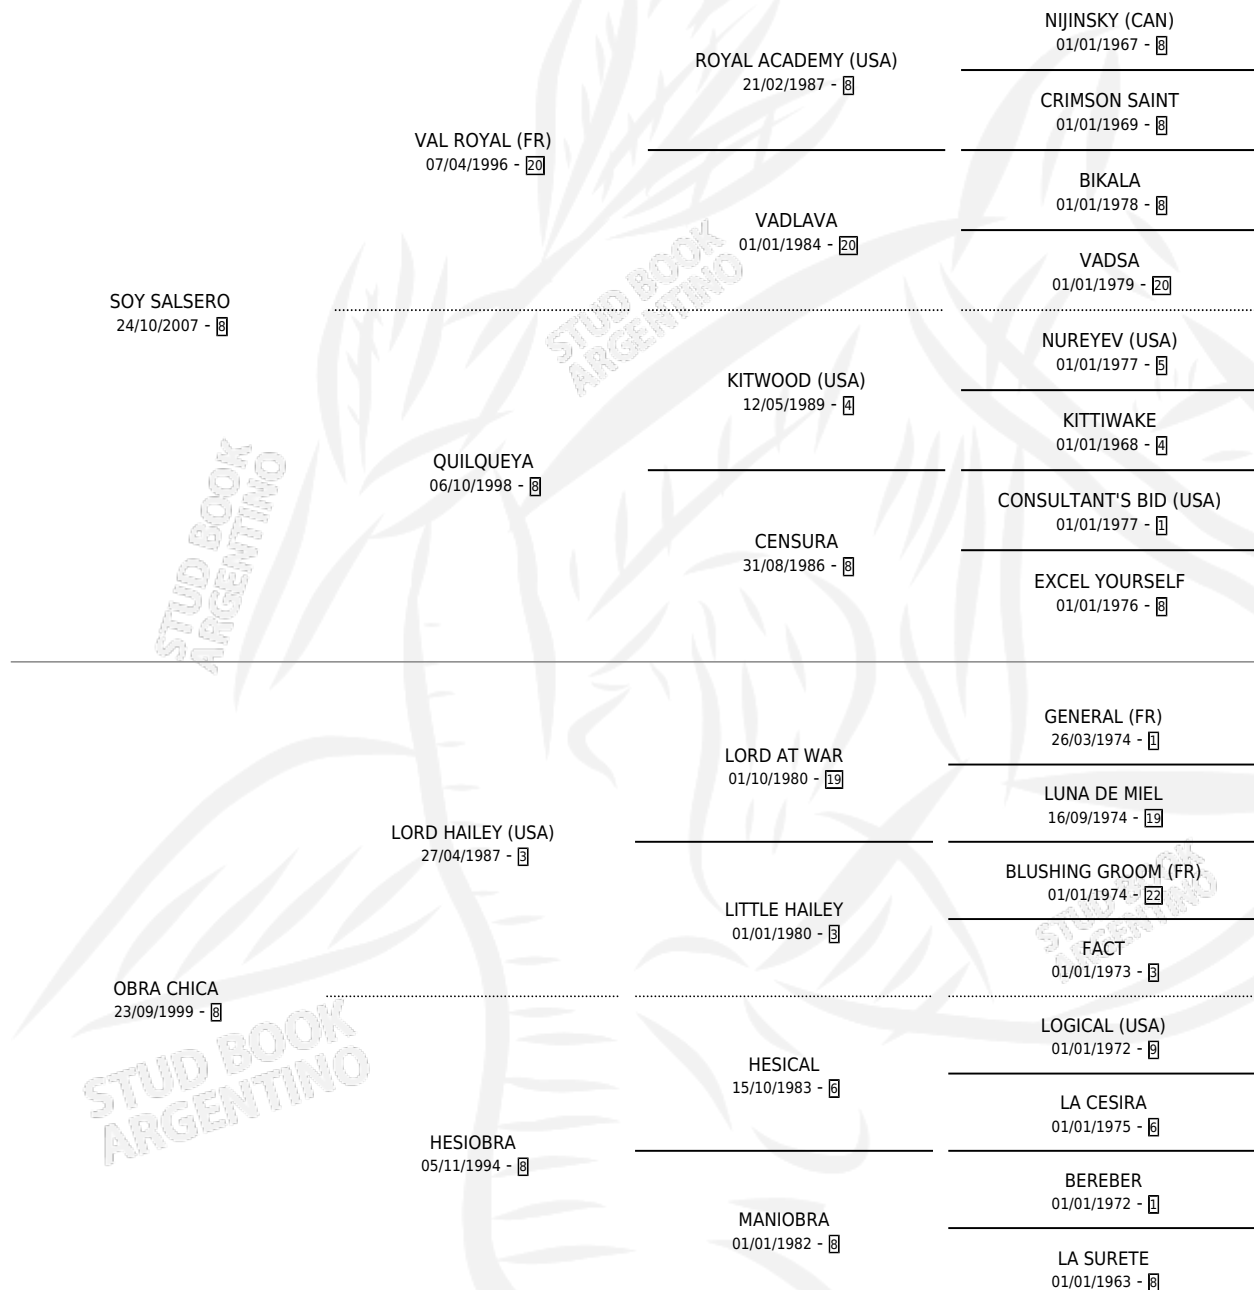 NIJINSKY (CAN)
01/01/1967 - 8
ROYAL ACADEMY (USA)
21/02/1987 - 8
CRIMSON SAINT
01/01/1969 - 8
VAL ROYAL (FR)
07/04/1996 - 20
BIKALA
01/01/1978 - 8
VADLAVA
01/01/1984 - 20
VADSA
01/01/1979 - 20
SOY SALSERO
24/10/2007 - 8
NUREYEV (USA)
01/01/1977 - 5
KITWOOD (USA)
12/05/1989 - 4
KITTIWAKE
01/01/1968 - 4
QUILQUEYA
06/10/1998 - 8
CONSULTANT'S BID (USA)
01/01/1977 - 1
CENSURA
31/08/1986 - 8
EXCEL YOURSELF
01/01/1976 - 8
STUD BOOK
ARGENTINO
STUD BOOK
ARGENTINO
GENERAL (FR)
26/03/1974 - 1
LORD AT WAR
01/10/1980 - 19
LUNA DE MIEL
16/09/1974 - 19
LORD HAILEY (USA)
27/04/1987 - 3
BLUSHING GROOM (FR)
01/01/1974 - 22
LITTLE HAILEY
01/01/1980 - 3
FACT
01/01/1973 - 3
OBRA CHICA
23/09/1999 - 8
LOGICAL (USA)
01/01/1972 - 9
HESICAL
15/10/1983 - 6
LA CESIRA
01/01/1975 - 6
HESIOBRA
05/11/1994 - 8
BEREBER
01/01/1972 - 1
MANIOBRA
01/01/1982 - 8
LA SURETE
01/01/1963 - 8
STUD BOOK
ARGENTINO
STUD BOOK
ARGENTINO